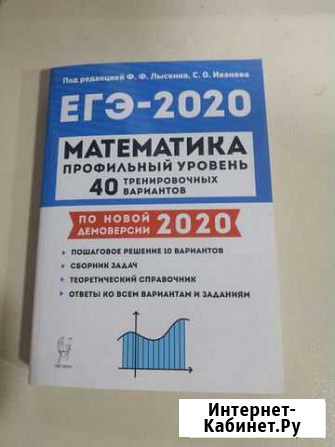 Под редакцией Ф. Ф. Лысенко, С. О. Иванова
ЕГЭ-2020
МАТЕМАТИКА
ПРОФИЛЬНЫЙ УРОВЕНЬ
40 ТРЕНИРОВОЧНЫХ
ВАРИАНТОВ
ПО НОВОЙ
ДЕМОВЕРСИИ 2020
ПОШАГОВОЕ РЕШЕНИЕ 10 ВАРИАНТОВ
СБОРНИК ЗАДАЧ
ТЕОРЕТИЧЕСКИЙ СПРАВОЧНИК
ОТВЕТЫ КО ВСЕМ ВАРИАНТАМ И ЗАДАНИЯМ
Интернет-
Кабинет.Ру